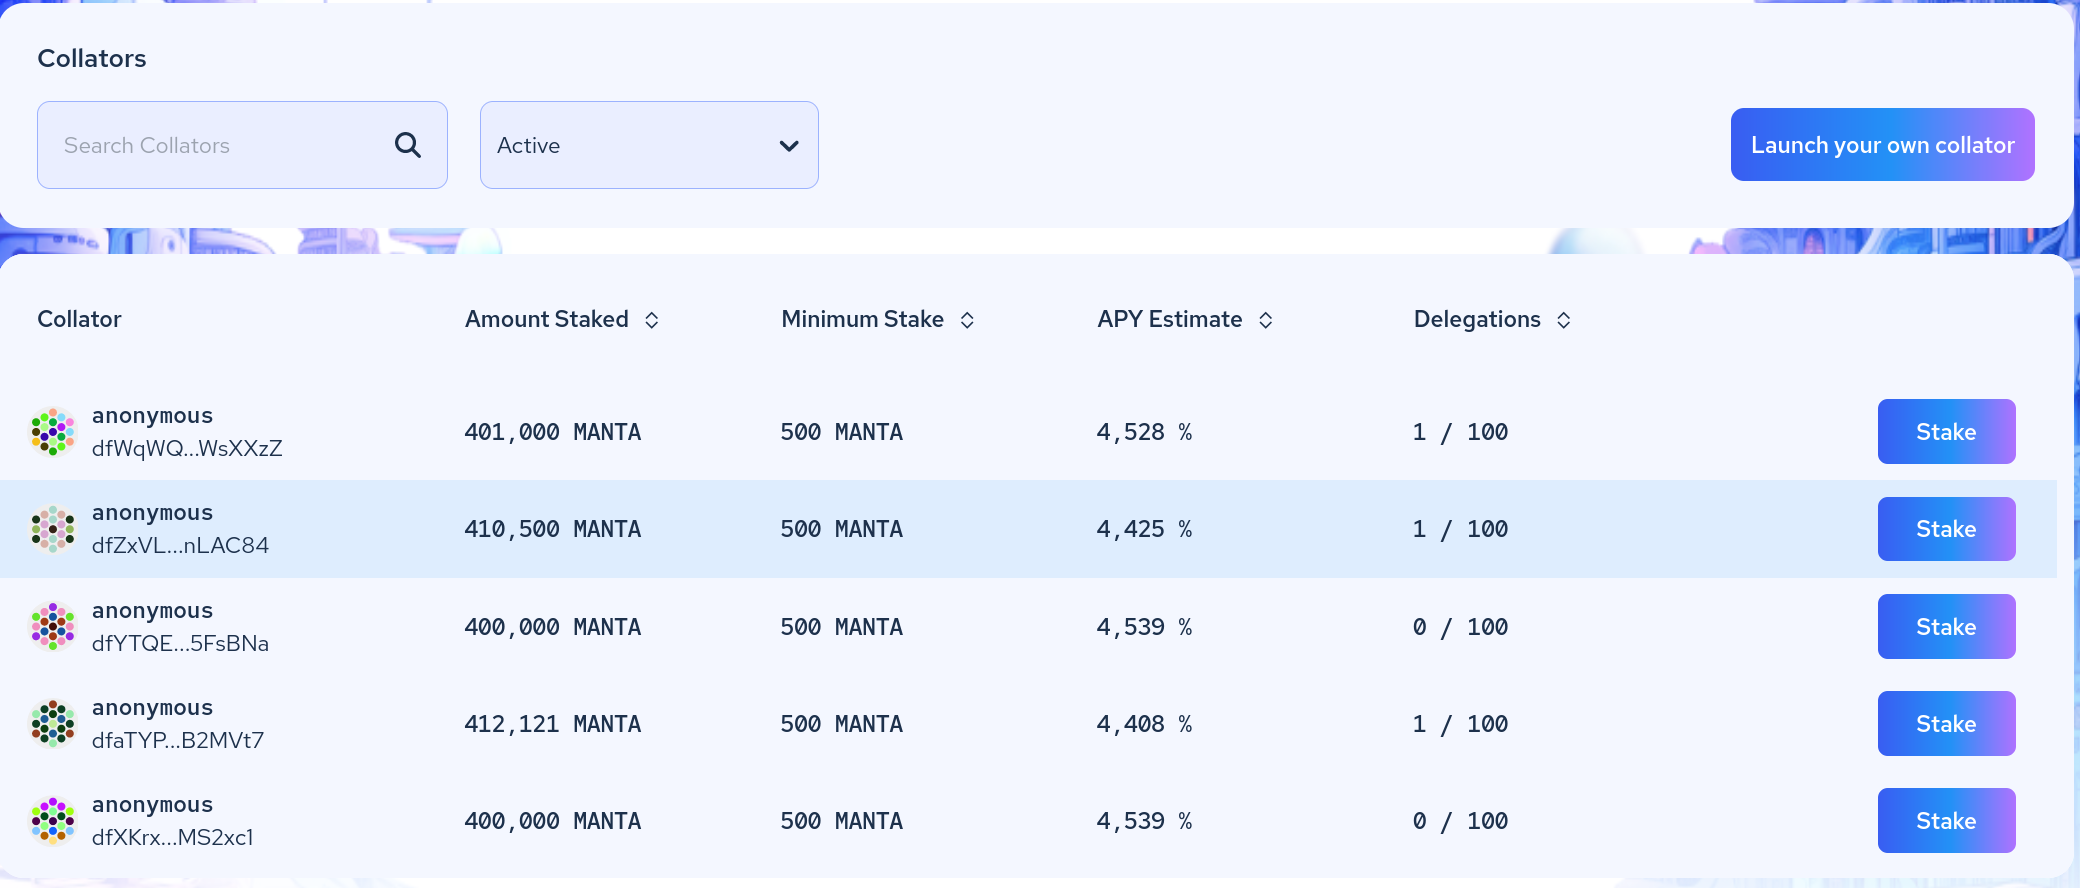 Collators
Search Collators
Active
Launch your own collator
Collator Amount Staked Minimum Stake APY Estimate Delegations
anonymous
dfWqWQ...WsXXzZ
401,000 MANTA 500 MANTA 4,528 % 1 / 100 Stake
anonymous
dfZxVL...nLAC84
410,500 MANTA 500 MANTA 4,425 % 1 / 100 Stake
anonymous
dfYTQE...5FsBNa
400,000 MANTA 500 MANTA 4,539 % 0 / 100 Stake
anonymous
dfaTYP...B2MVt7
412,121 MANTA 500 MANTA 4,408 % 1 / 100 Stake
anonymous
dfXKrx...MS2xc1
400,000 MANTA 500 MANTA 4,539 % 0 / 100 Stake